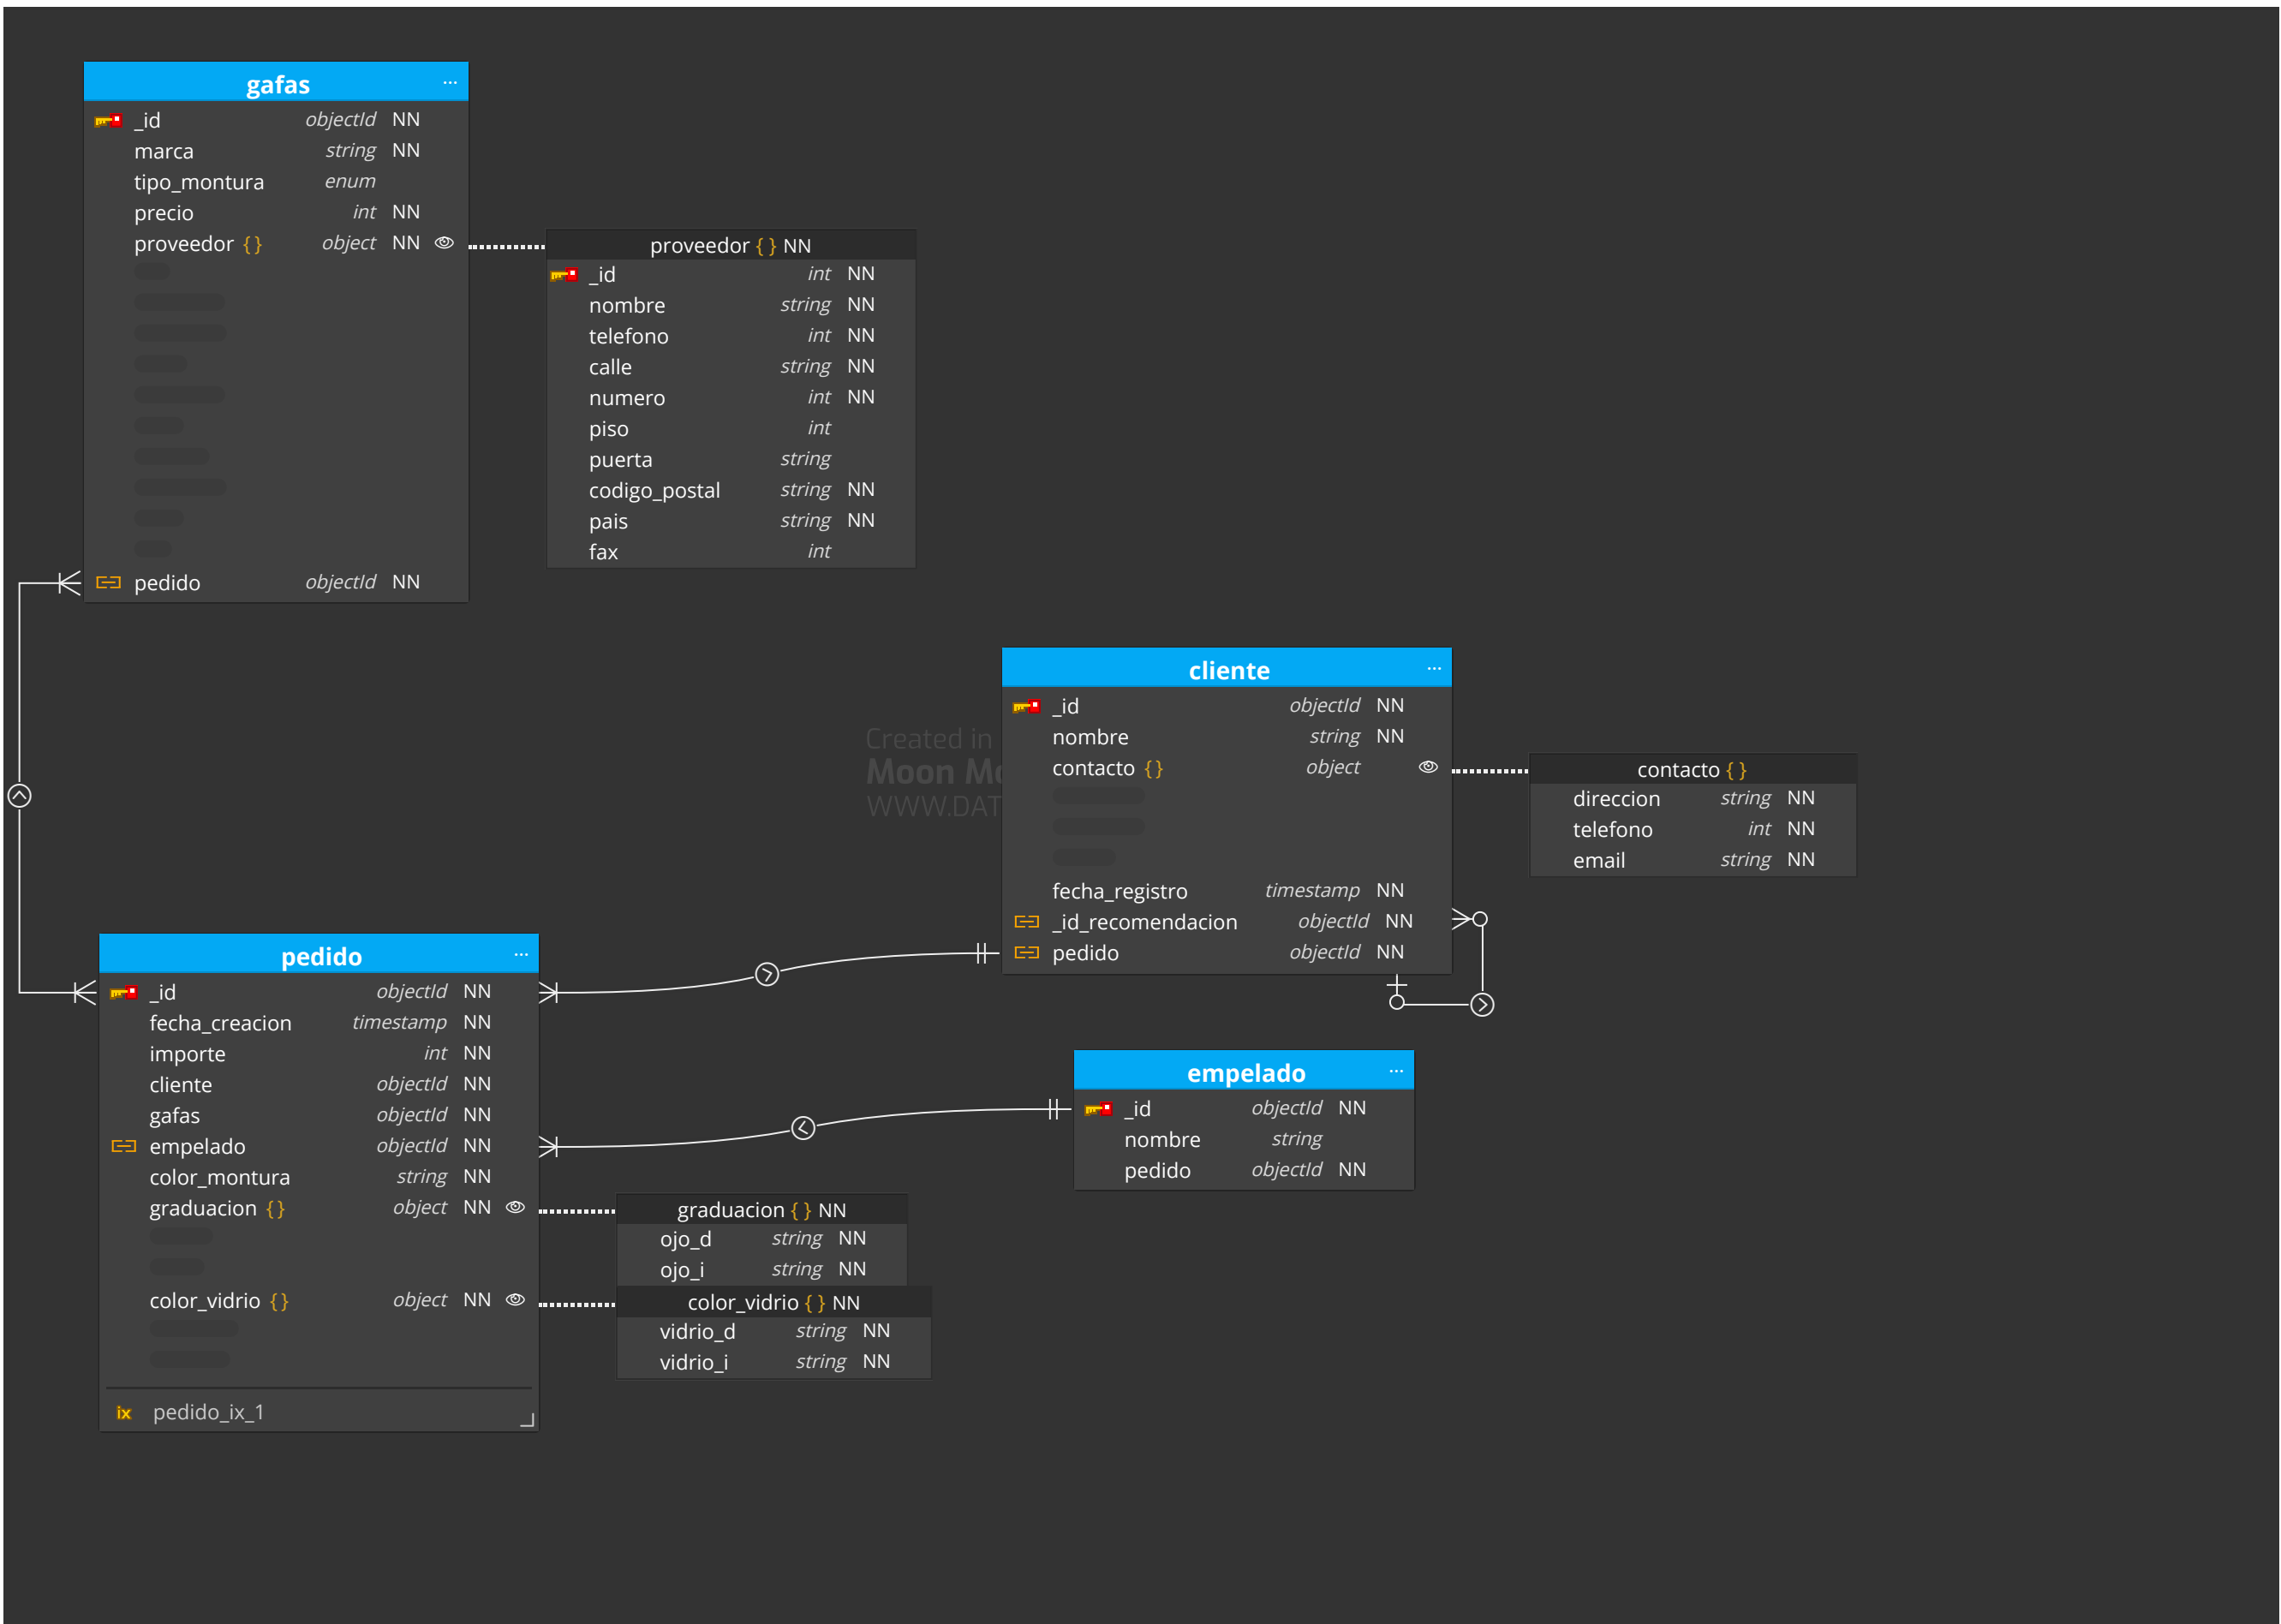 gafas ...
_id objectId NN
marca string NN
tipo_montura enum
precio int NN
proveedor {} object NN
pedido objectId NN
proveedor {} NN
_id int NN
nombre string NN
telefono int NN
calle string NN
numero int NN
piso int
puerta string
codigo_postal string NN
pais string NN
fax int
Created in
Moon Mo
WWW.DAT
cliente ...
_id objectId NN
nombre string NN
contacto {} object
fecha_registro timestamp NN
_id_recomendacion objectId NN
pedido objectId NN
contacto {}
direccion string NN
telefono int NN
email string NN
pedido ...
_id objectId NN
fecha_creacion timestamp NN
importe int NN
cliente objectId NN
gafas objectId NN
empelado objectId NN
color_montura string NN
graduacion {} object NN
color_vidrio {} object NN
ix pedido_ix_1
empelado ...
_id objectId NN
nombre string
pedido objectId NN
graduacion {} NN
ojo_d string NN
ojo_i string NN
color_vidrio {} NN
vidrio_d string NN
vidrio_i string NN